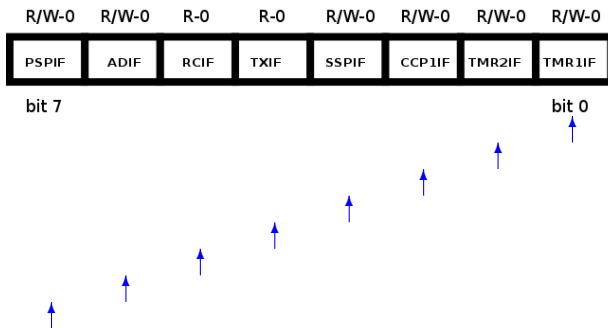 R/W-0 R/W-0 R-0 R-0 R/W-0 R/W-0 R/W-0 R/W-0
PSPIF ADIF RCIF TXIF SSPIF CCP1IF TMR2IF TMR1IF
bit 7 bit 0